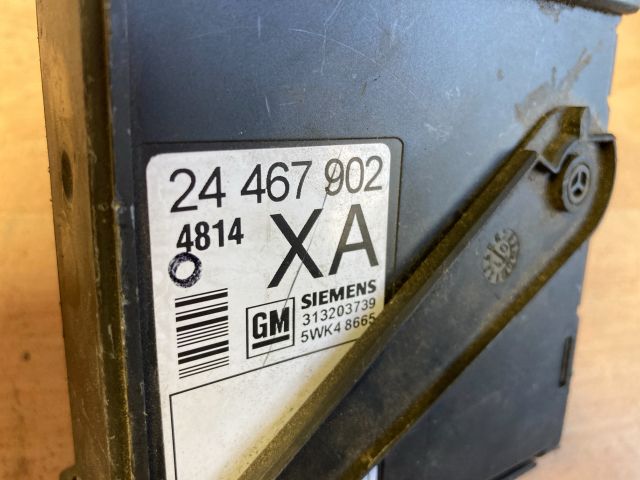 24 467 902
4814 XA
GM SIEMENS
313203739
5WK4 8665